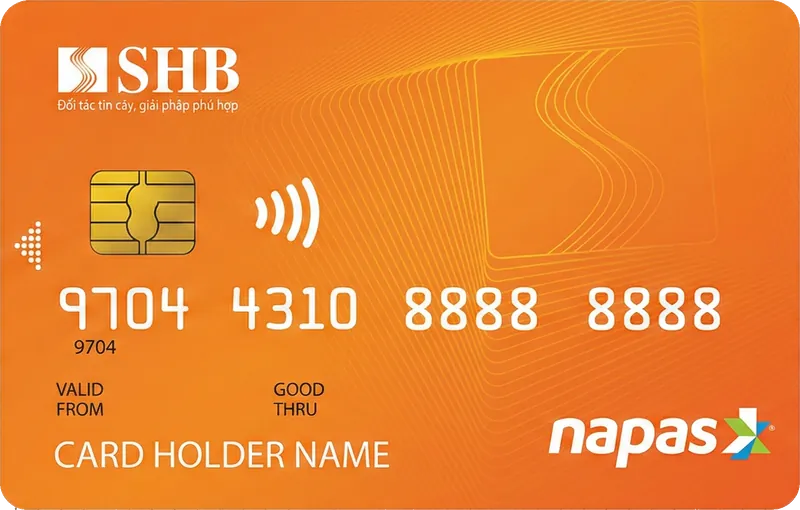 SHB
Đối tác tin cậy, giải pháp phù hợp
9704 4310 8888 8888
9704
VALID FROM
GOOD THRU
CARD HOLDER NAME
napas